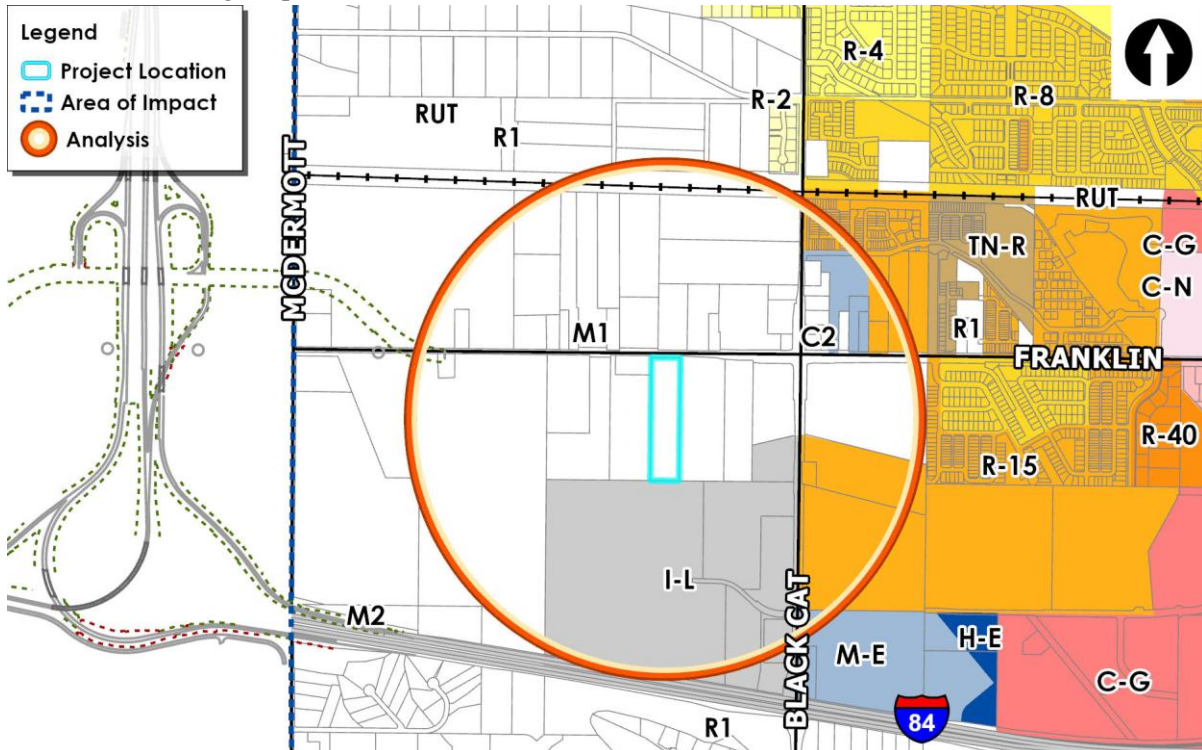 Legend
Project Location
Area of Impact
Analysis
R-4
R-8
R-2
RUT
R1
MCDERMOTT
RUT
TN-R
C-G
C-N
M1
C2
R1
FRANKLIN
R-40
R-15
I-L
BLACK CAT
M2
M-E
H-E
C-G
R1
84